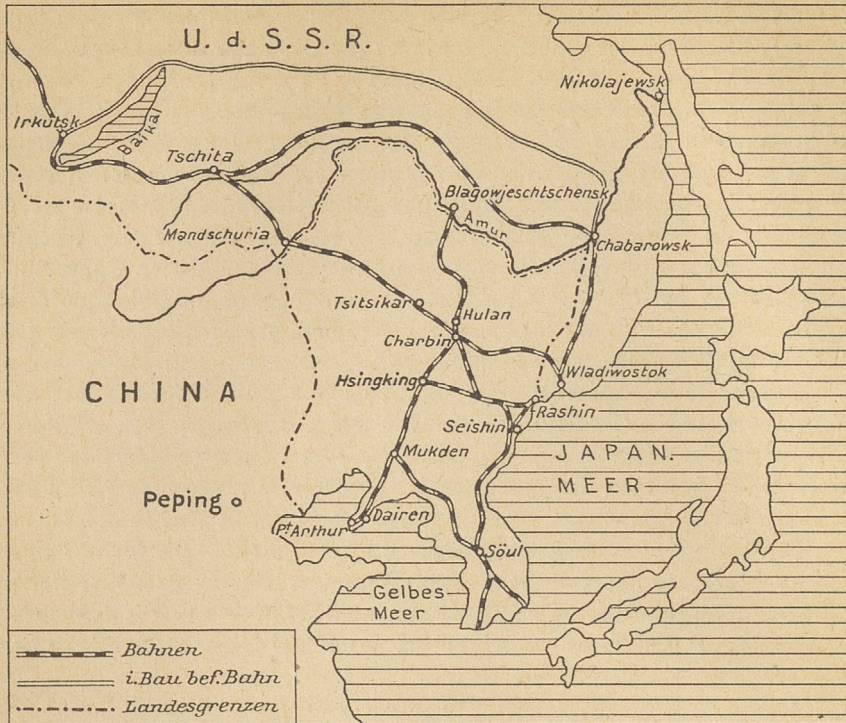 U. d. S. S. R.
Nikolajewsk
Irkutsk
Baikal
Tschita
Blagowjeschtschensk
Amur
Mandschuria
Chabarowsk
Tsitsikar
Hulan
Charbin
CHINA
Hsingking
Wladiwostok
Rashin
Seishin
Mukden
JAPAN.
MEER
Peping
Pt Arthur
Dairen
Söul
Gelbes
Meer
Bahnen
i. Bau bef. Bahn
Landesgrenzen